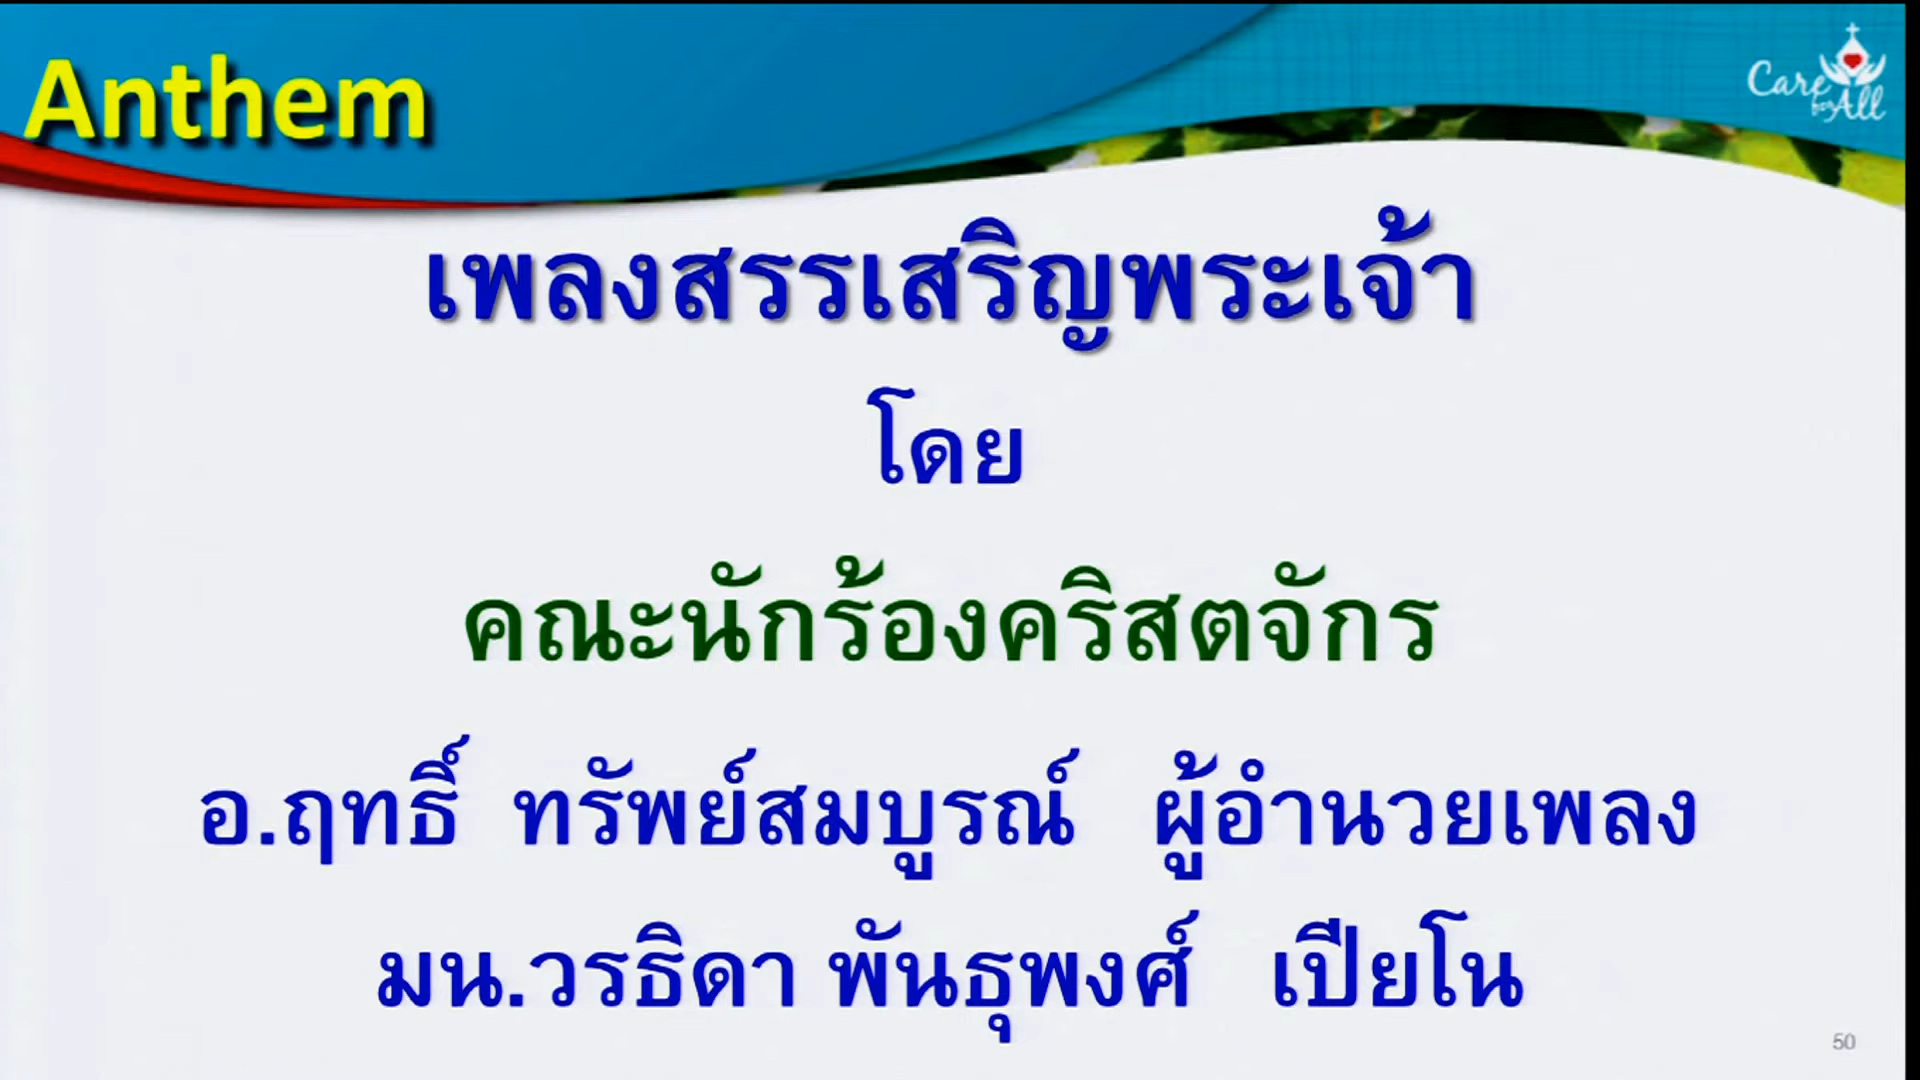 Anthem
Care
for All
เพลงสรรเสริญพระเจ้า
โดย
คณะนักร้องคริสตจักร
อ.ฤทธิ์ ทรัพย์สมบูรณ์ ผู้อำนวยเพลง
มน.วรธิดา พันธุพงศ์ เปียโน
50